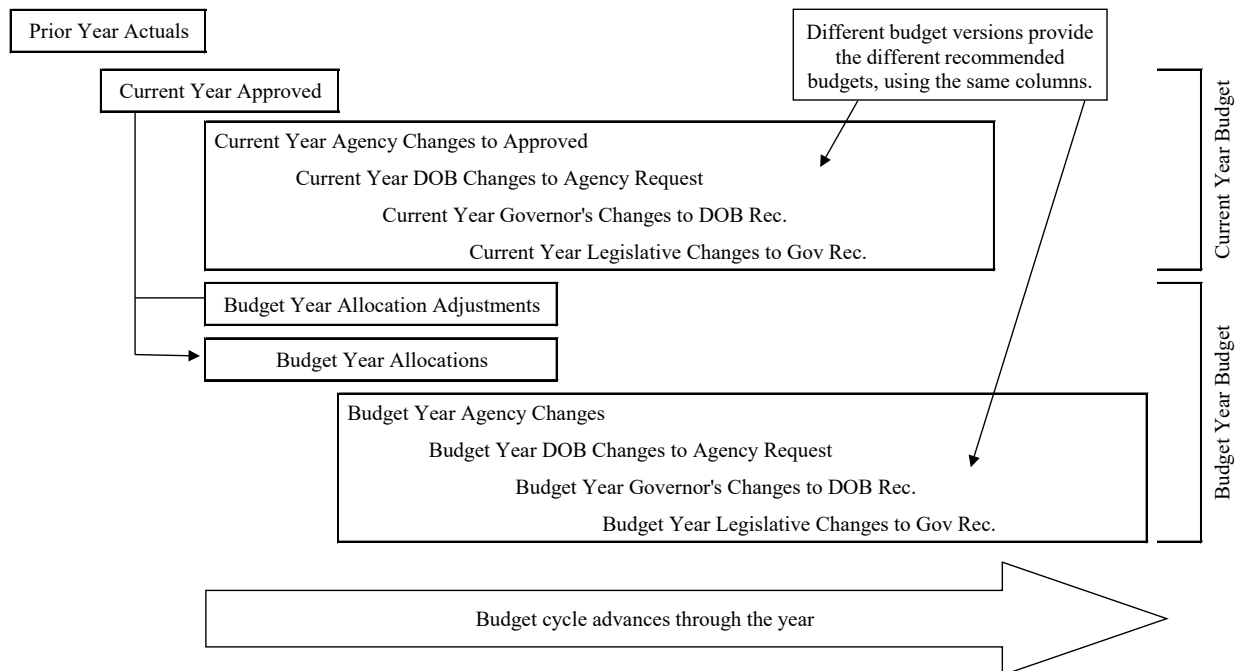 Prior Year Actuals
Different budget versions provide
the different recommended
budgets, using the same columns.
Current Year Approved
Current Year Agency Changes to Approved
Current Year DOB Changes to Agency Request
Current Year Governor's Changes to DOB Rec.
Current Year Legislative Changes to Gov Rec.
Current Year Budget
Budget Year Allocation Adjustments
Budget Year Allocations
Budget Year Agency Changes
Budget Year DOB Changes to Agency Request
Budget Year Governor's Changes to DOB Rec.
Budget Year Legislative Changes to Gov Rec.
Budget Year Budget
Budget cycle advances through the year